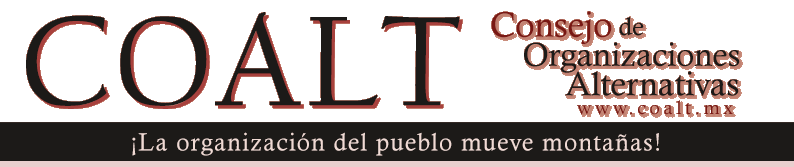 COALT
Consejo de
Organizaciones
Alternativas
www.coalt.mx
¡La organización del pueblo mueve montañas!